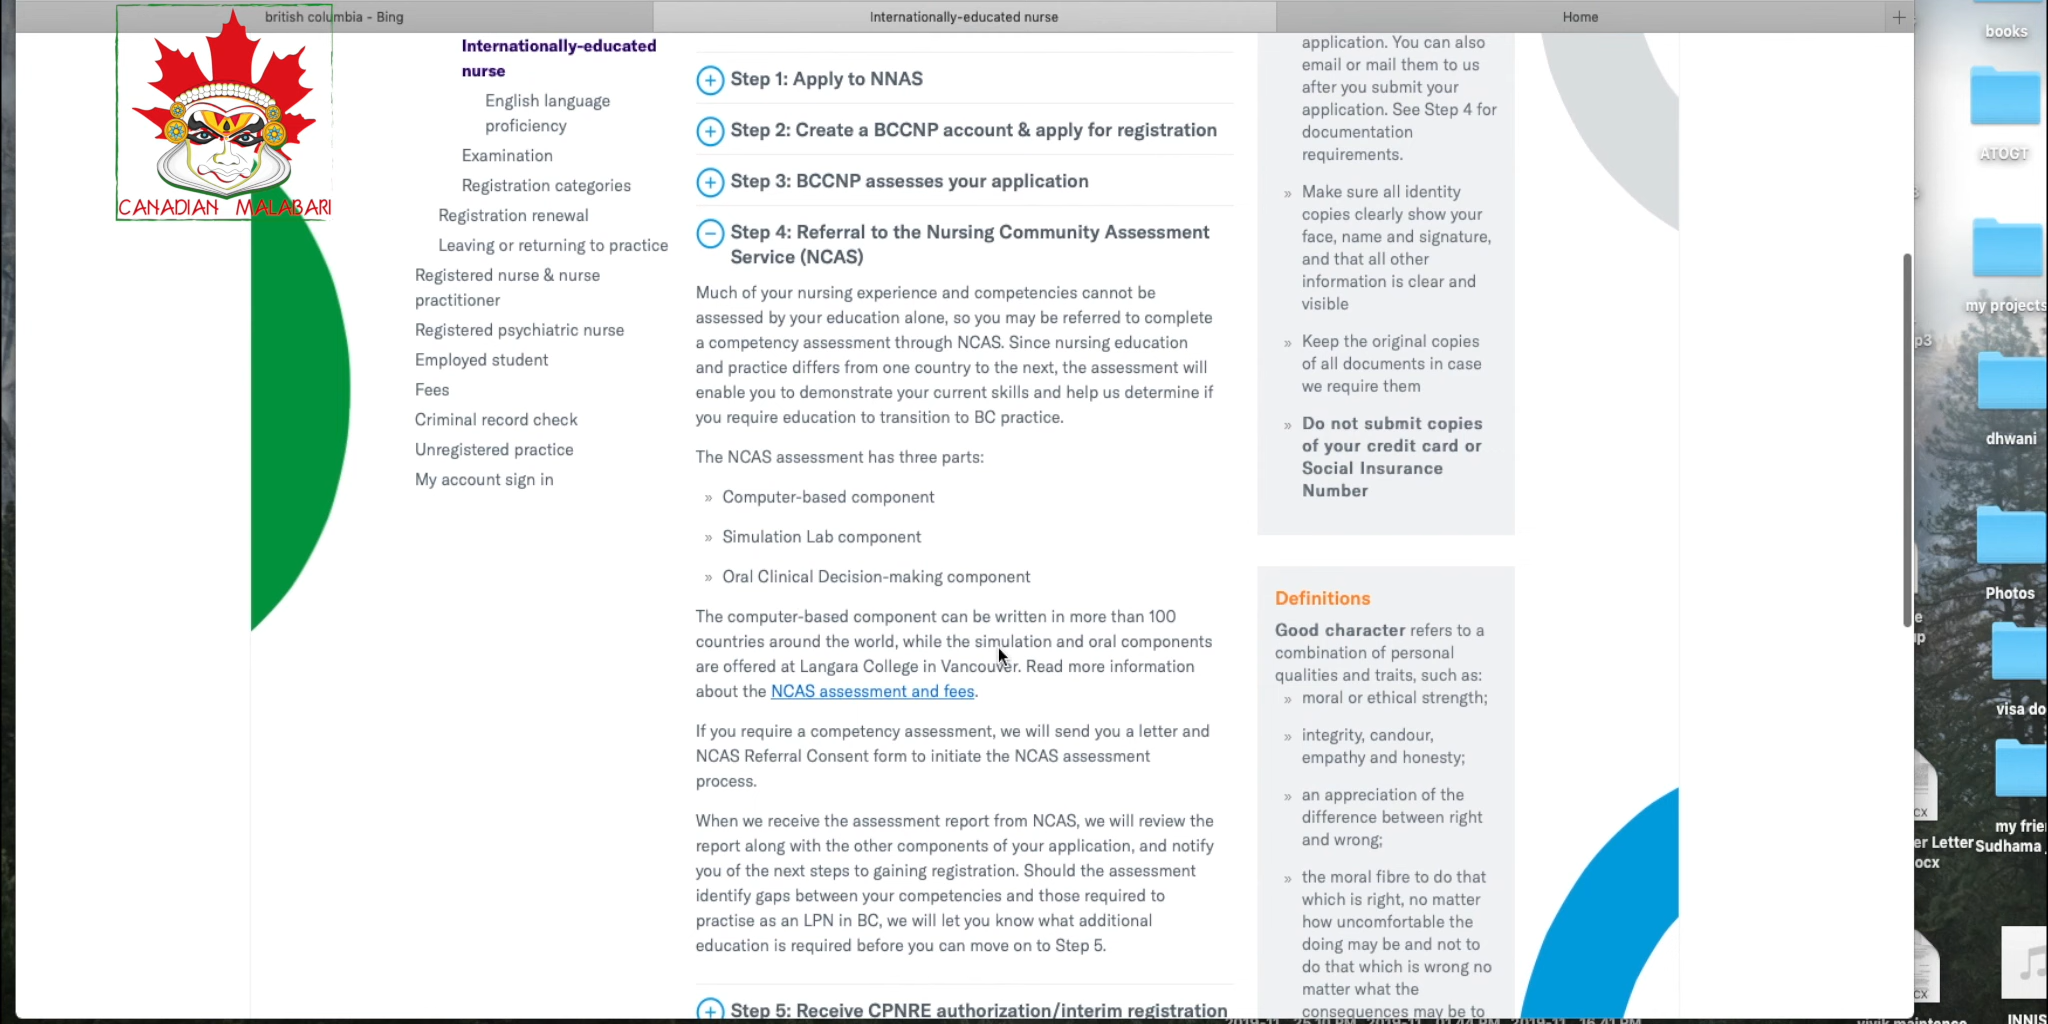 british columbia - Bing
Internationally-educated nurse
Home
CANADIAN MALABARI
Internationally-educated
nurse
English language
proficiency
Examination
Registration categories
Registration renewal
Leaving or returning to practice
Registered nurse & nurse
practitioner
Registered psychiatric nurse
Employed student
Fees
Criminal record check
Unregistered practice
My account sign in
Step 1: Apply to NNAS
Step 2: Create a BCCNP account & apply for registration
Step 3: BCCNP assesses your application
Step 4: Referral to the Nursing Community Assessment
Service (NCAS)
Much of your nursing experience and competencies cannot be
assessed by your education alone, so you may be referred to complete
a competency assessment through NCAS. Since nursing education
and practice differs from one country to the next, the assessment will
enable you to demonstrate your current skills and help us determine if
you require education to transition to BC practice.
The NCAS assessment has three parts:
» Computer-based component
» Simulation Lab component
» Oral Clinical Decision-making component
The computer-based component can be written in more than 100
countries around the world, while the simulation and oral components
are offered at Langara College in Vancouver. Read more information
about the NCAS assessment and fees.
If you require a competency assessment, we will send you a letter and
NCAS Referral Consent form to initiate the NCAS assessment
process.
When we receive the assessment report from NCAS, we will review the
report along with the other components of your application, and notify
you of the next steps to gaining registration. Should the assessment
identify gaps between your competencies and those required to
practise as an LPN in BC, we will let you know what additional
education is required before you can move on to Step 5.
Step 5: Receive CPNRE authorization/interim registration
application. You can also
email or mail them to us
after you submit your
application. See Step 4 for
documentation
requirements.
» Make sure all identity
copies clearly show your
face, name and signature,
and that all other
information is clear and
visible
» Keep the original copies
of all documents in case
we require them
» Do not submit copies
of your credit card or
Social Insurance
Number
Definitions
Good character refers to a
combination of personal
qualities and traits, such as:
» moral or ethical strength;
» integrity, candour,
empathy and honesty;
» an appreciation of the
difference between right
and wrong;
» the moral fibre to do that
which is right, no matter
how uncomfortable the
doing may be and not to
do that which is wrong no
matter what the
consequences may be to
books
ATOGT
my projects
p3
dhwani
Photos
visa do
my frie
Sudhama
er Letter
ocx
CX
CX
INNIS